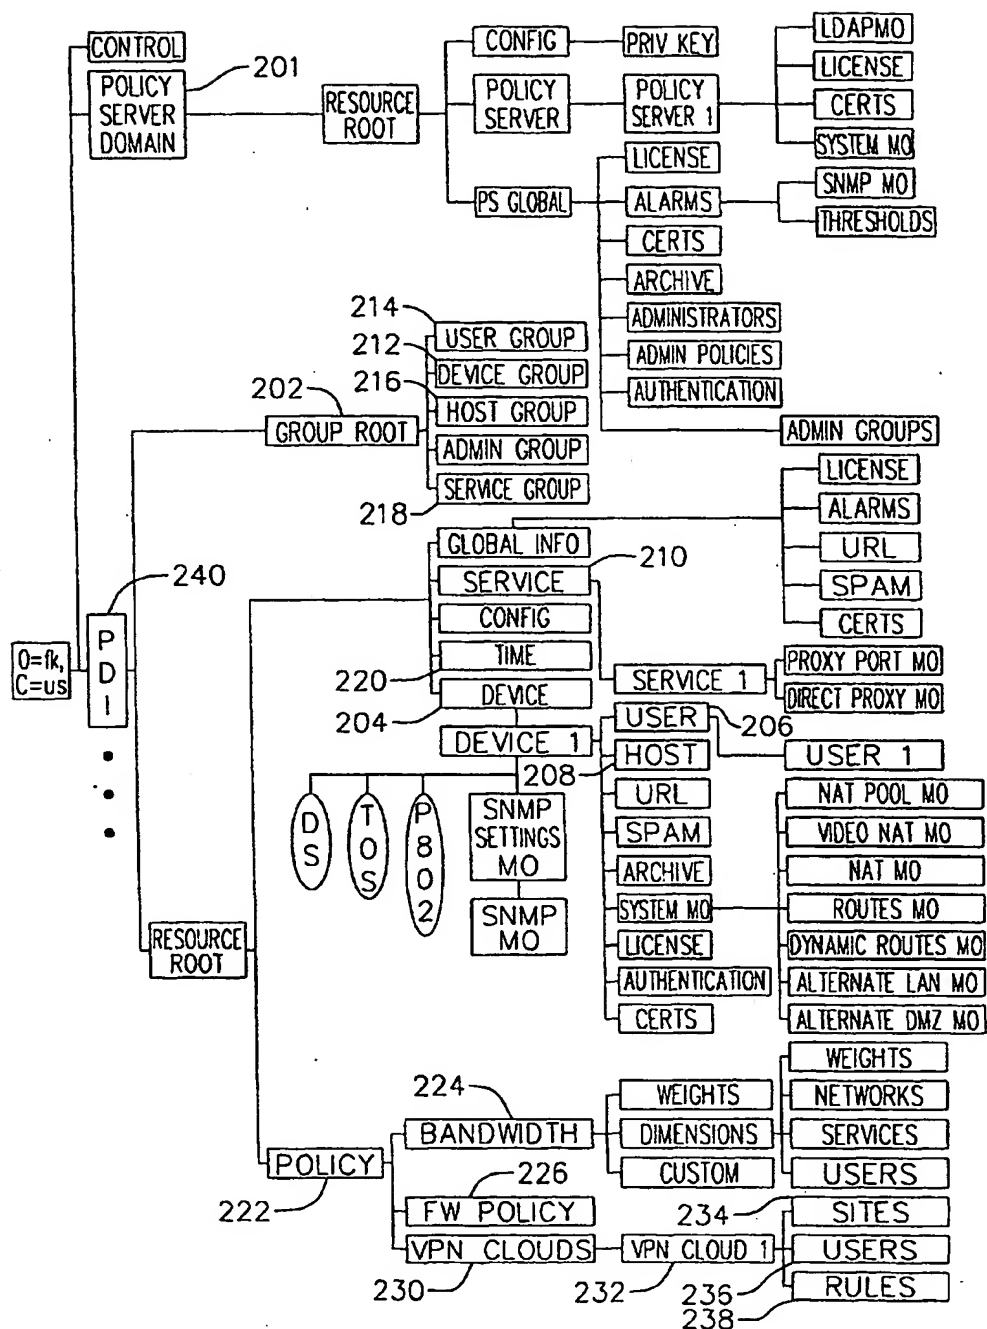 CONTROL
POLICY
SERVER
DOMAIN
201
RESOURCE
ROOT
CONFIG
PRIV KEY
POLICY
SERVER
POLICY
SERVER 1
LDAPMO
LICENSE
CERTS
SYSTEM MO
PS GLOBAL
LICENSE
ALARMS
SNMP MO
THRESHOLDS
CERTS
ARCHIVE
ADMINISTRATORS
ADMIN POLICIES
AUTHENTICATION
ADMIN GROUPS
214
USER GROUP
212
DEVICE GROUP
216
HOST GROUP
202
GROUP ROOT
ADMIN GROUP
SERVICE GROUP
218
LICENSE
ALARMS
URL
SPAM
CERTS
GLOBAL INFO
210
SERVICE
CONFIG
TIME
220
DEVICE
204
SERVICE 1
PROXY PORT MO
DIRECT PROXY MO
240
P
D
I
O=fk,
C=us
DEVICE 1
USER
206
USER 1
HOST
208
URL
SPAM
ARCHIVE
SYSTEM MO
LICENSE
AUTHENTICATION
CERTS
NAT POOL MO
VIDEO NAT MO
NAT MO
ROUTES MO
DYNAMIC ROUTES MO
ALTERNATE LAN MO
ALTERNATE DMZ MO
DS
TOS
P802
SNMP
SETTINGS
MO
SNMP
MO
RESOURCE
ROOT
224
BANDWIDTH
WEIGHTS
DIMENSIONS
CUSTOM
WEIGHTS
NETWORKS
SERVICES
USERS
POLICY
222
226
FW POLICY
VPN CLOUDS
230
VPN CLOUD 1
232
234
SITES
USERS
236
RULES
238